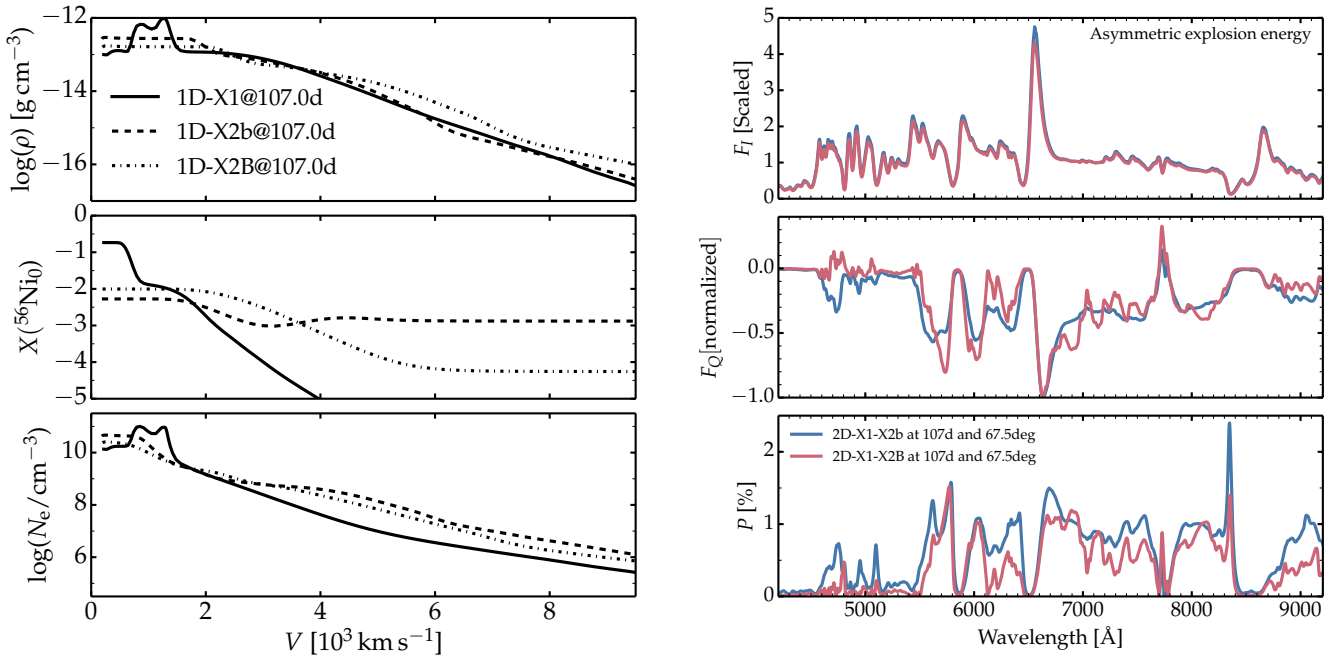 −12
−14
−16
log(ρ) [g cm⁻³]
1D-X1@107.0d
1D-X2b@107.0d
1D-X2B@107.0d
0
−1
−2
−3
−4
−5
X(⁵⁶Ni₀)
10
8
6
log(Nₑ/cm⁻³)
0 2 4 6 8
V [10³ km s⁻¹]
Asymmetric explosion energy
5
4
3
2
1
0
F_I [Scaled]
0.0
−0.5
−1.0
F_Q [normalized]
2D-X1-X2b at 107d and 67.5deg
2D-X1-X2B at 107d and 67.5deg
2
1
0
P [%]
5000 6000 7000 8000 9000
Wavelength [Å]